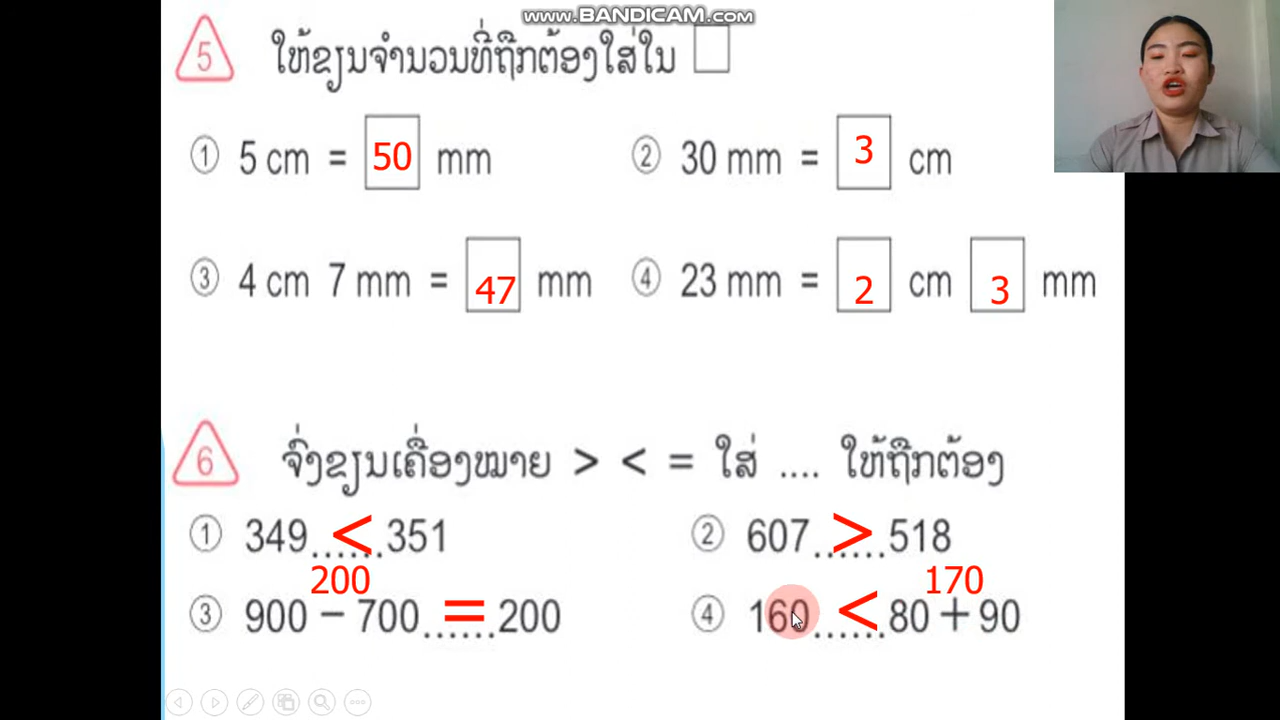 www.BANDICAM.com
5 ໃຫ້ຂຽນຈຳນວນທີ່ຖືກຕ້ອງໃສ່ໃນ □
① 5 cm = 50 mm ② 30 mm = 3 cm
③ 4 cm 7 mm = 47 mm ④ 23 mm = 2 cm 3 mm
6 ຈົ່ງຂຽນເຄື່ອງໝາຍ > < = ໃສ່ .... ໃຫ້ຖືກຕ້ອງ
① 349...<...351 ② 607...>...518
200 170
③ 900 − 700...=...200 ④ 160...<...80 + 90